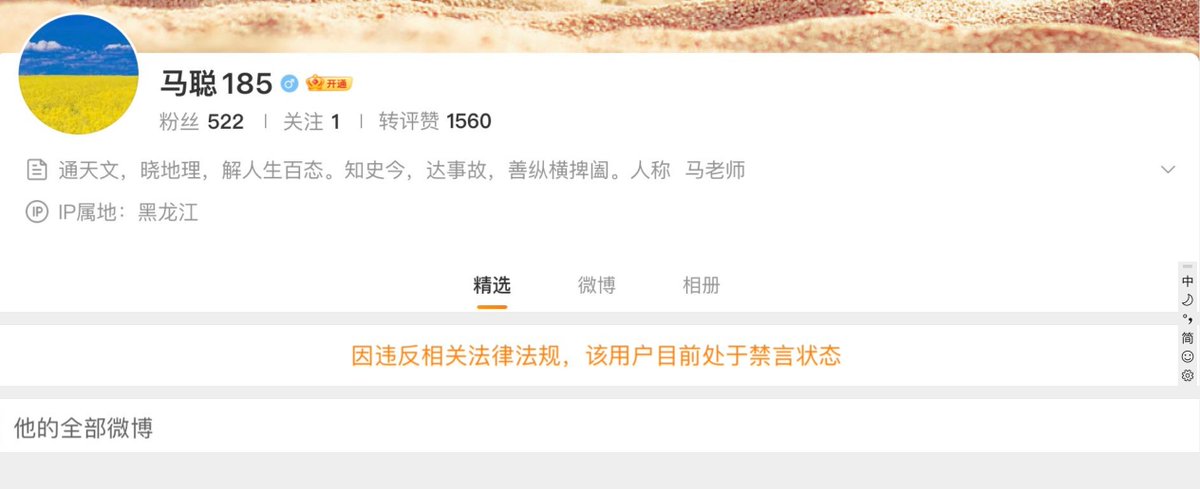 马聪185 开通
粉丝 522 | 关注 1 | 转评赞 1560
通天文，晓地理，解人生百态。知史今，达事故，善纵横捭阖。人称 马老师
IP IP属地：黑龙江
精选 微博 相册
因违反相关法律法规，该用户目前处于禁言状态
他的全部微博
中
简